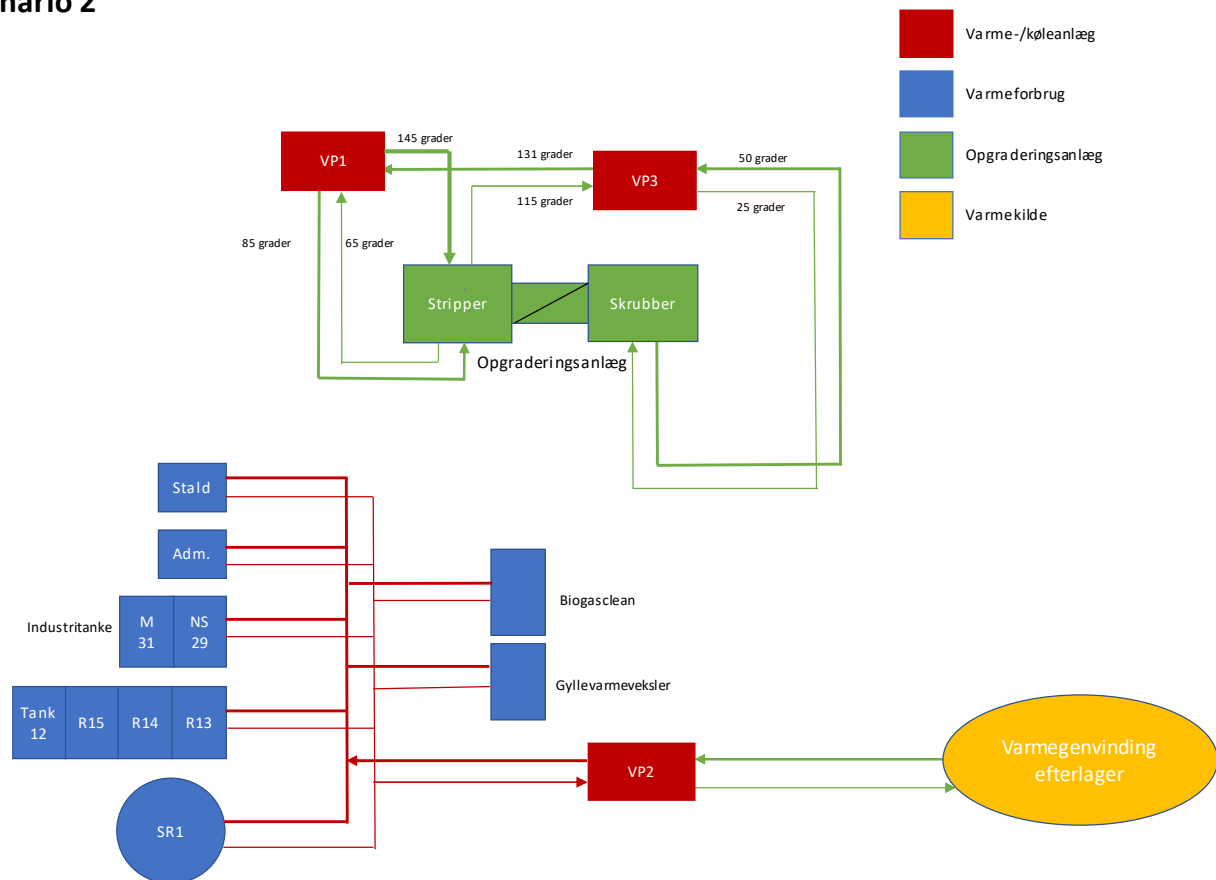 nario 2
Varme-/køleanlæg
Varmeforbrug
Opgraderingsanlæg
Varmekilde
145 grader
VP1
131 grader
VP3
50 grader
115 grader
25 grader
85 grader
65 grader
Stripper
Skrubber
Opgraderingsanlæg
Stald
Adm.
Industritanke
M
31
NS
29
Biogasclean
Gyllevarmeveksler
Tank
12
R15
R14
R13
VP2
Varmegenvinding
efterlager
SR1